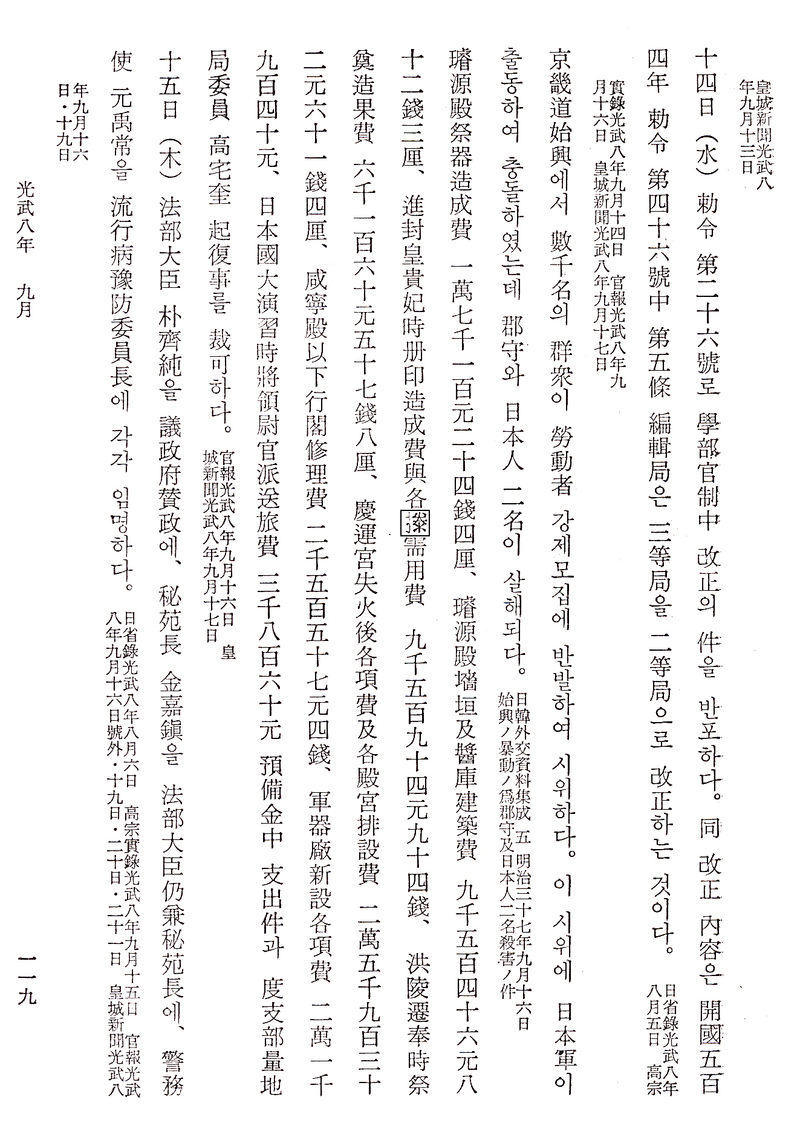 皇城新聞光武八
年九月十三日
十四日 (水) 勅令 第二十六號로 學部官制中 改正의 件을 반포하다。同 改正 內容은 開國五百
四年 勅令 第四十六號中 第五條 編輯局은 三等局을 二等局으로 改正하는 것이다。
日省錄光武八年
八月五日 高宗
實錄光武八年九月十四日 官報光武八年九
月十六日 皇城新聞光武八年九月十七日
京畿道始興에서 數千名의 群衆이 勞動者 강제모집에 반발하여 시위하다。이 시위에 日本軍이
출동하여 충돌하였는데 郡守와 日本人 二名이 살해되다。
日韓外交資料集成 五 明治三十七年九月十六日
始興ノ暴動ノ爲郡守及日本人二名殺害ノ件
璿源殿祭器造成費 一萬七千一百元二十四錢四厘、璿源殿墻垣及醬庫建築費 九千五百四十六元八
十二錢三厘、進封皇貴妃時册印造成費與各㮨需用費 九千五百九十四元九十四錢、洪陵遷奉時祭
奠造果費 六千一百六十元五十七錢八厘、慶運宮失火後各項費及各殿宮排設費 二萬五千九百三十
二元六十一錢四厘、咸寧殿以下行閣修理費 二千五百五十七元四錢、軍器廠新設各項費 二萬一千
九百四十元、日本國大演習時將領尉官派送旅費 三千八百六十元 預備金中 支出件과 度支部量地
局委員 高宅奎 起復事를 裁可하다。
官報光武八年九月十六日 皇
城新聞光武八年九月十七日
十五日 (木) 法部大臣 朴齊純을 議政府贊政에、秘苑長 金嘉鎭을 法部大臣仍兼秘苑長에、警務
使 元禹常을 流行病豫防委員長에 각각 임명하다。
日省錄光武八年八月六日 高宗實錄光武八年九月十五日 官報光武
八年九月十六日號外・十九日・二十日・二十一日 皇城新聞光武八
年九月十六
日・十九日
光武八年 九月
一一九